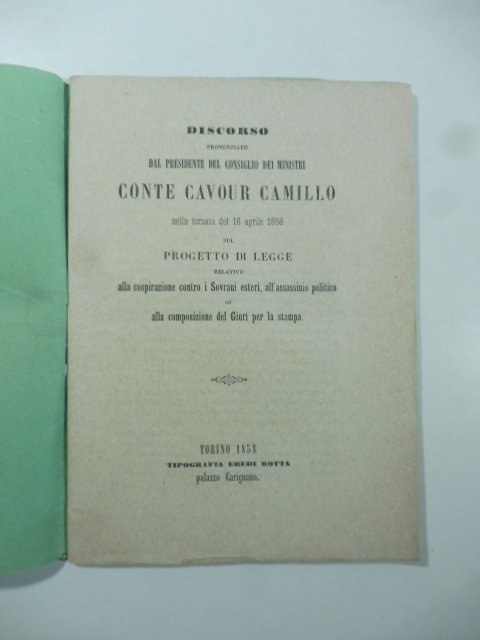 DISCORSO
PRONUNZIATO
DAL PRESIDENTE DEL CONSIGLIO DEI MINISTRI
CONTE CAVOUR CAMILLO
nella tornata del 16 aprile 1858
SUL
PROGETTO DI LEGGE
RELATIVO
alla cospirazione contro i Sovrani esteri, all'assassinio politico
ed
alla composizione del Giurì per la stampa.
TORINO 1858
TIPOGRAFIA EREDI BOTTA
palazzo Carignano.